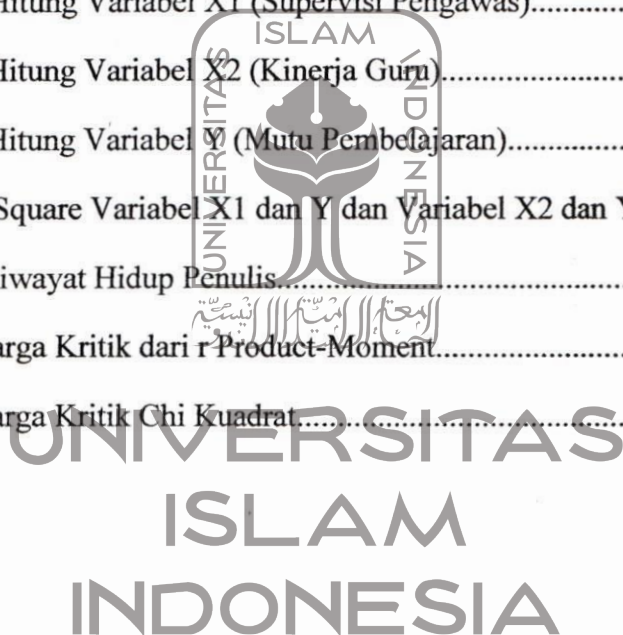 Hitung Variabel X1 (Supervisi Pengawas)............
ISLAM
UNIVERSITAS
INDONESIA
Hitung Variabel X2 (Kinerja Guru)........................
Hitung Variabel Y (Mutu Pembelajaran)...............
Square Variabel X1 dan Y dan Variabel X2 dan Y
iwayat Hidup Penulis.............................................
arga Kritik dari r Product-Moment........................
arga Kritik Chi Kuadrat..........................................
UNIVERSITAS
ISLAM
INDONESIA